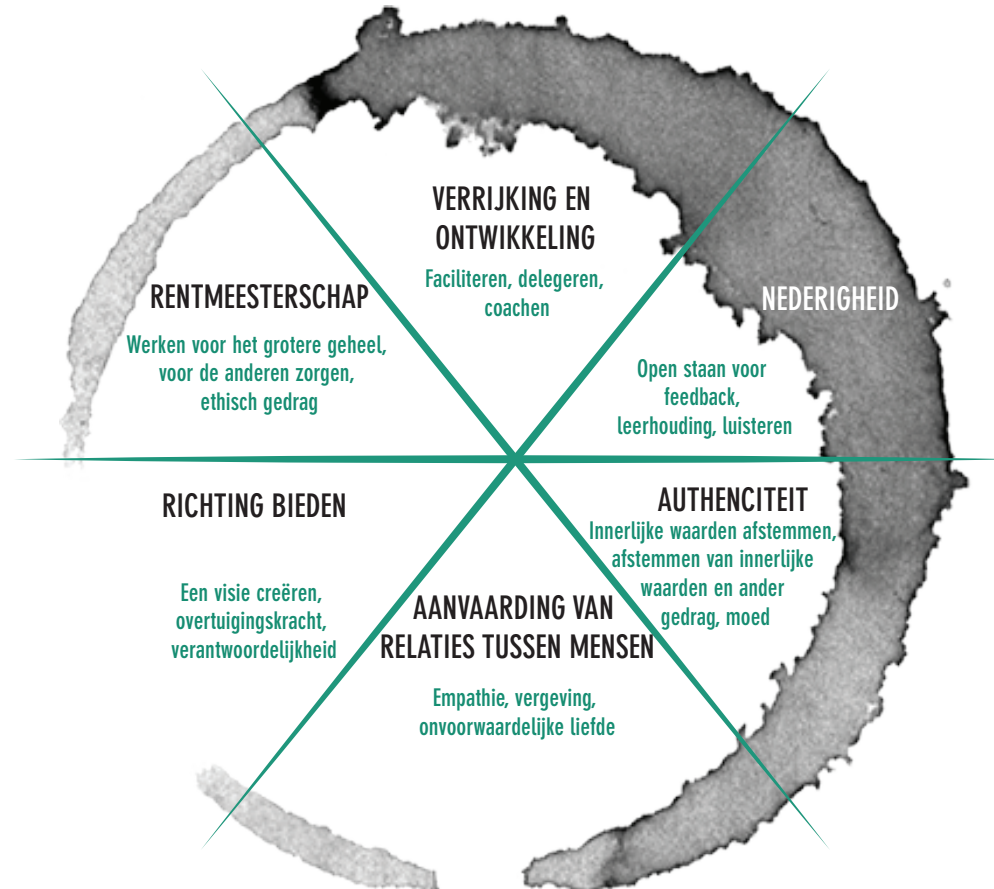 VERRIJKING EN
ONTWIKKELING
Faciliteren, delegeren,
coachen
NEDERIGHEID
Open staan voor
feedback,
leerhouding, luisteren
AUTHENCITEIT
Innerlijke waarden afstemmen,
afstemmen van innerlijke
waarden en ander
gedrag, moed
AANVAARDING VAN
RELATIES TUSSEN MENSEN
Empathie, vergeving,
onvoorwaardelijke liefde
RICHTING BIEDEN
Een visie creëren,
overtuigingskracht,
verantwoordelijkheid
RENTMEESTERSCHAP
Werken voor het grotere geheel,
voor de anderen zorgen,
ethisch gedrag